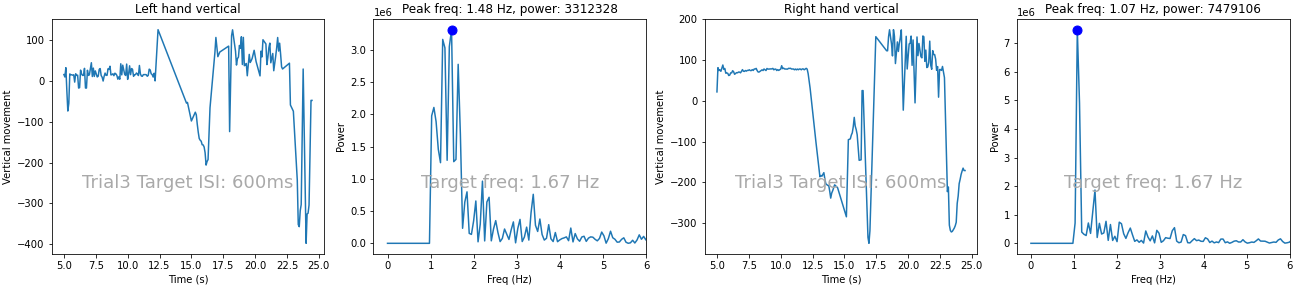 Left hand vertical
Vertical movement
100
0
−100
−200
−300
−400
5.0 7.5 10.0 12.5 15.0 17.5 20.0 22.5 25.0
Time (s)
Trial3 Target ISI: 600ms
1e6 Peak freq: 1.48 Hz, power: 3312328
Power
3.0
2.5
2.0
1.5
1.0
0.5
0.0
0 1 2 3 4 5 6
Freq (Hz)
Target freq: 1.67 Hz
Right hand vertical
Vertical movement
200
100
0
−100
−200
−300
5.0 7.5 10.0 12.5 15.0 17.5 20.0 22.5 25.0
Time (s)
Trial3 Target ISI: 600ms
1e6 Peak freq: 1.07 Hz, power: 7479106
Power
7
6
5
4
3
2
1
0
0 1 2 3 4 5 6
Freq (Hz)
Target freq: 1.67 Hz